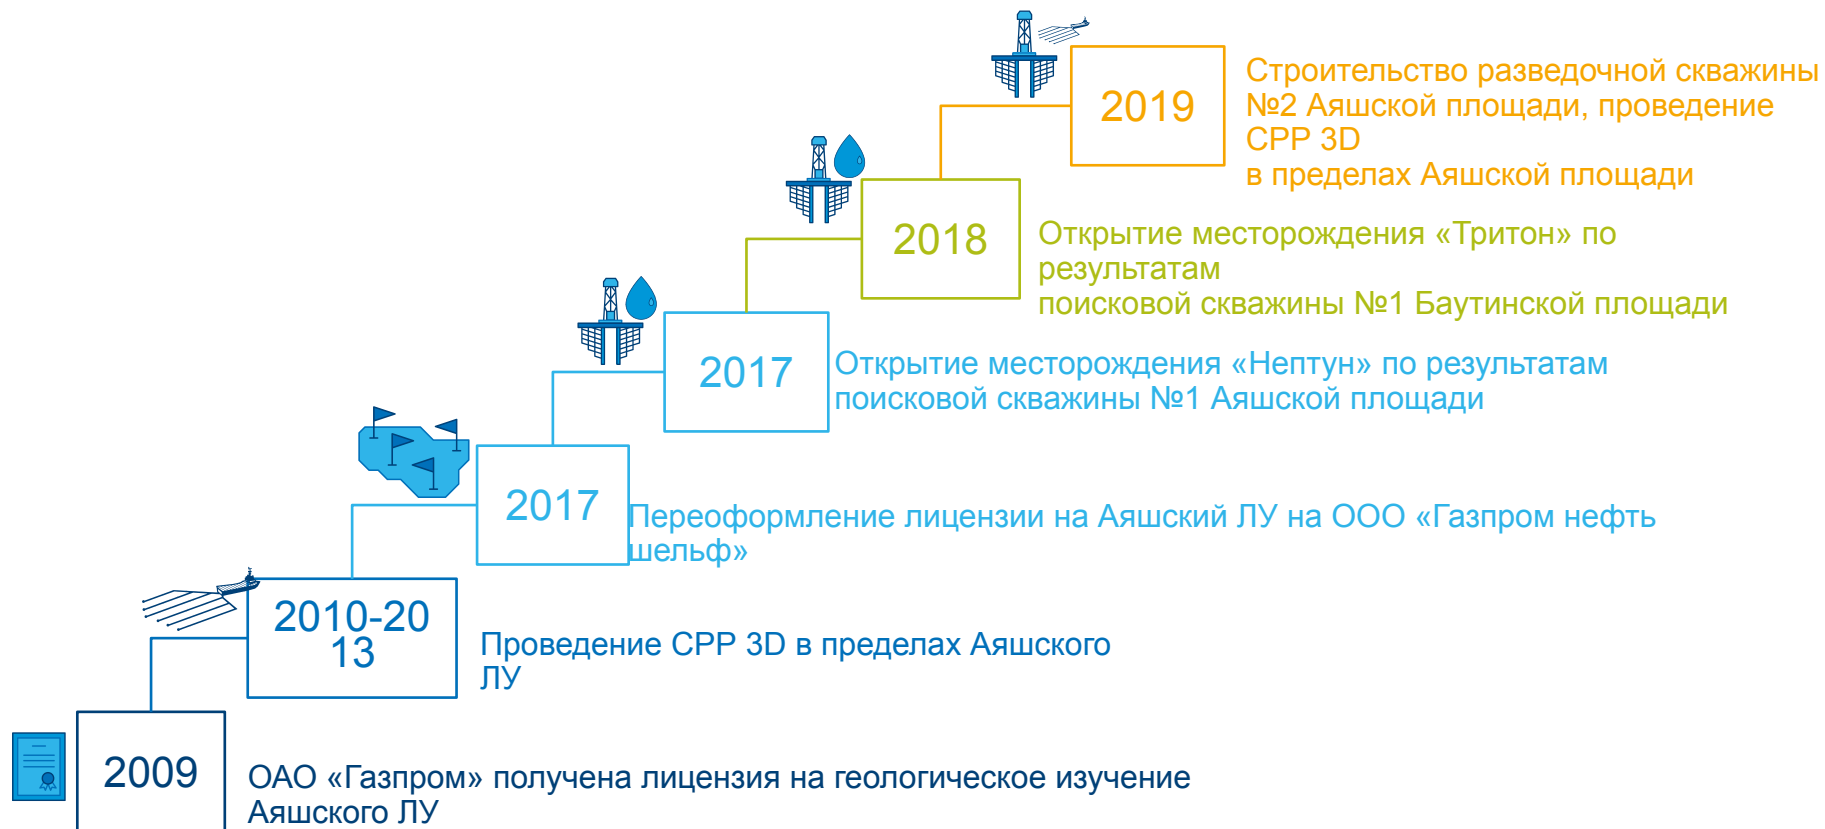 2019
Строительство разведочной скважины
№2 Аяшской площади, проведение
СРР 3D
в пределах Аяшской площади
2018
Открытие месторождения «Тритон» по
результатам
поисковой скважины №1 Баутинской площади
2017
Открытие месторождения «Нептун» по результатам
поисковой скважины №1 Аяшской площади
2017
Переоформление лицензии на Аяшский ЛУ на ООО «Газпром нефть
шельф»
2010-20
13
Проведение СРР 3D в пределах Аяшского
ЛУ
2009
ОАО «Газпром» получена лицензия на геологическое изучение
Аяшского ЛУ